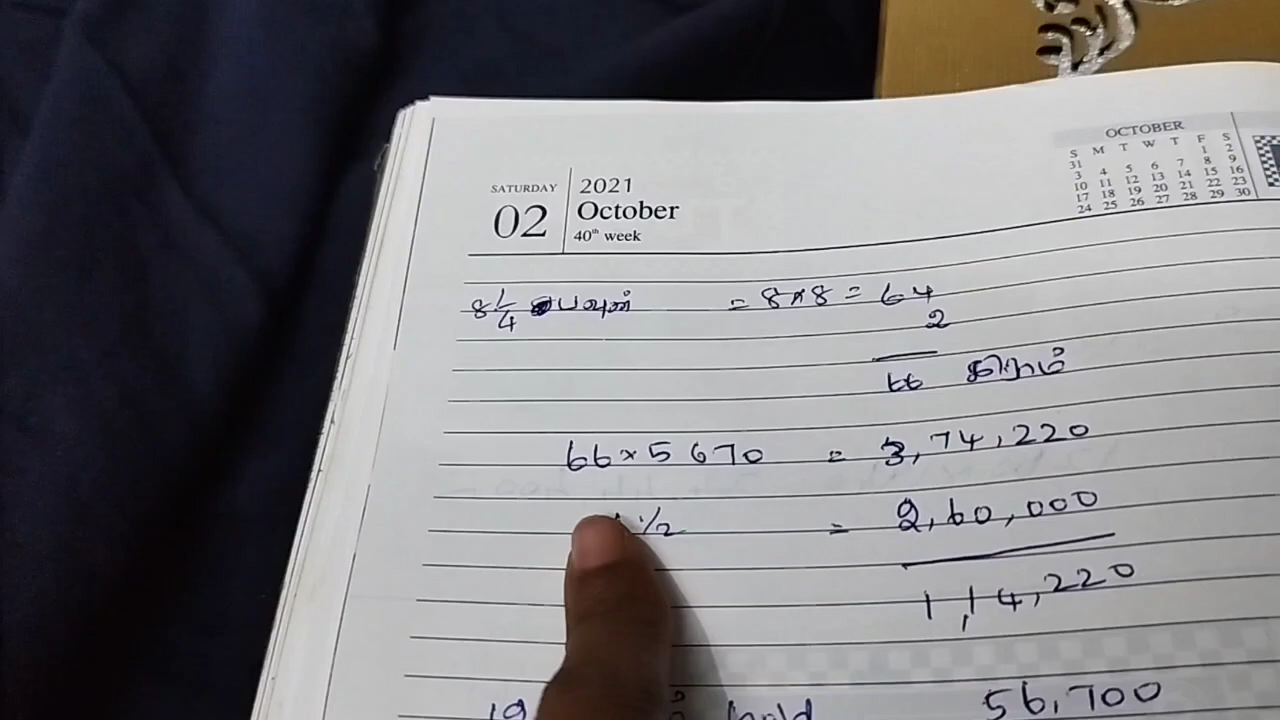 OCTOBER
S M T W T F S
31 1 2
3 4 5 6 7 8 9
10 11 12 13 14 15 16
17 18 19 20 21 22 23
24 25 26 27 28 29 30
SATURDAY
02
2021
October
40th week
8 1/4 பவுன் = 8×8 = 64
2
66 கிராம்
66×5670 = 3,74,220
1/2 = 2,60,000
1,14,220
19 hold 56,700